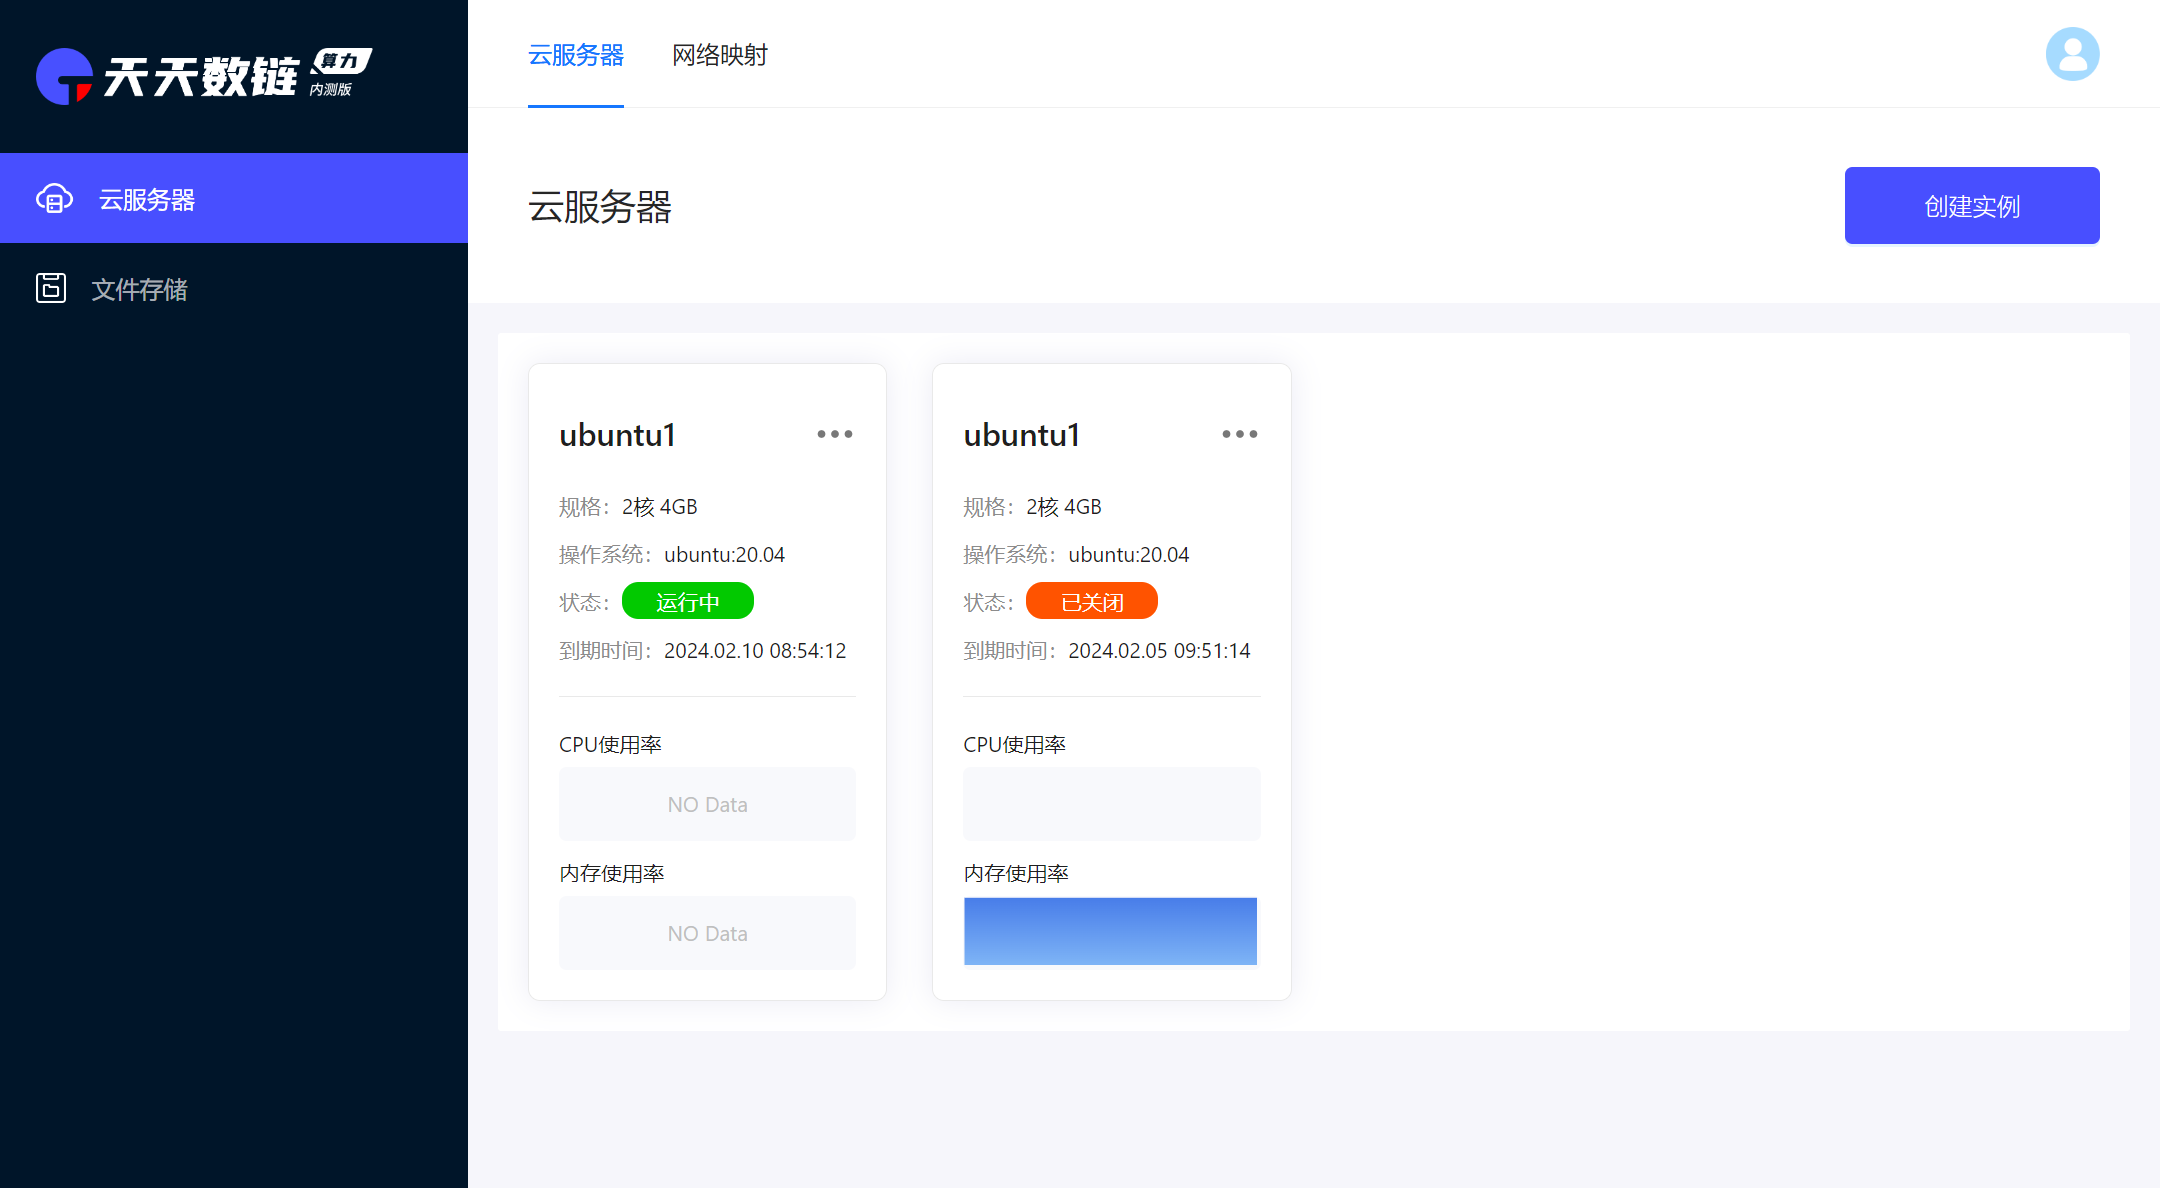 天天数链
算力
内测版
云服务器
文件存储
云服务器 网络映射
云服务器
创建实例
ubuntu1
规格：2核 4GB
操作系统：ubuntu:20.04
状态：运行中
到期时间：2024.02.10 08:54:12
CPU使用率
NO Data
内存使用率
NO Data
ubuntu1
规格：2核 4GB
操作系统：ubuntu:20.04
状态：已关闭
到期时间：2024.02.05 09:51:14
CPU使用率
内存使用率